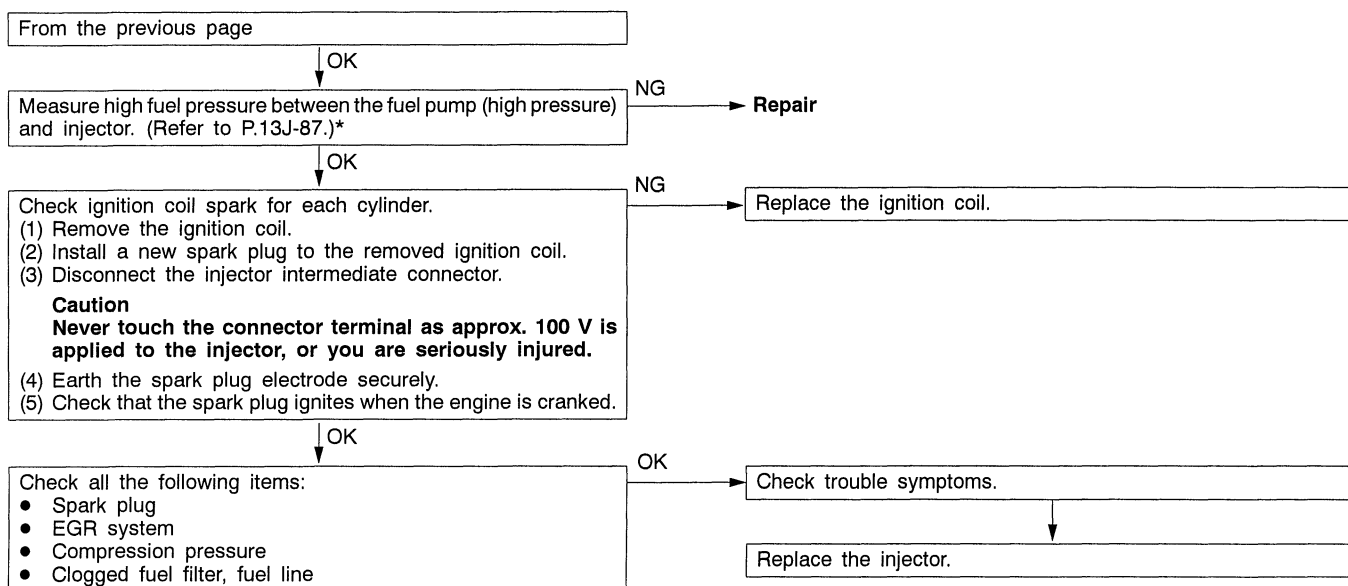 From the previous page
OK
Measure high fuel pressure between the fuel pump (high pressure)
and injector. (Refer to P.13J-87.)*
NG
Repair
OK
Check ignition coil spark for each cylinder.
(1) Remove the ignition coil.
(2) Install a new spark plug to the removed ignition coil.
(3) Disconnect the injector intermediate connector.
Caution
Never touch the connector terminal as approx. 100 V is
applied to the injector, or you are seriously injured.
(4) Earth the spark plug electrode securely.
(5) Check that the spark plug ignites when the engine is cranked.
NG
Replace the ignition coil.
OK
Check all the following items:
● Spark plug
● EGR system
● Compression pressure
● Clogged fuel filter, fuel line
OK
Check trouble symptoms.
Replace the injector.